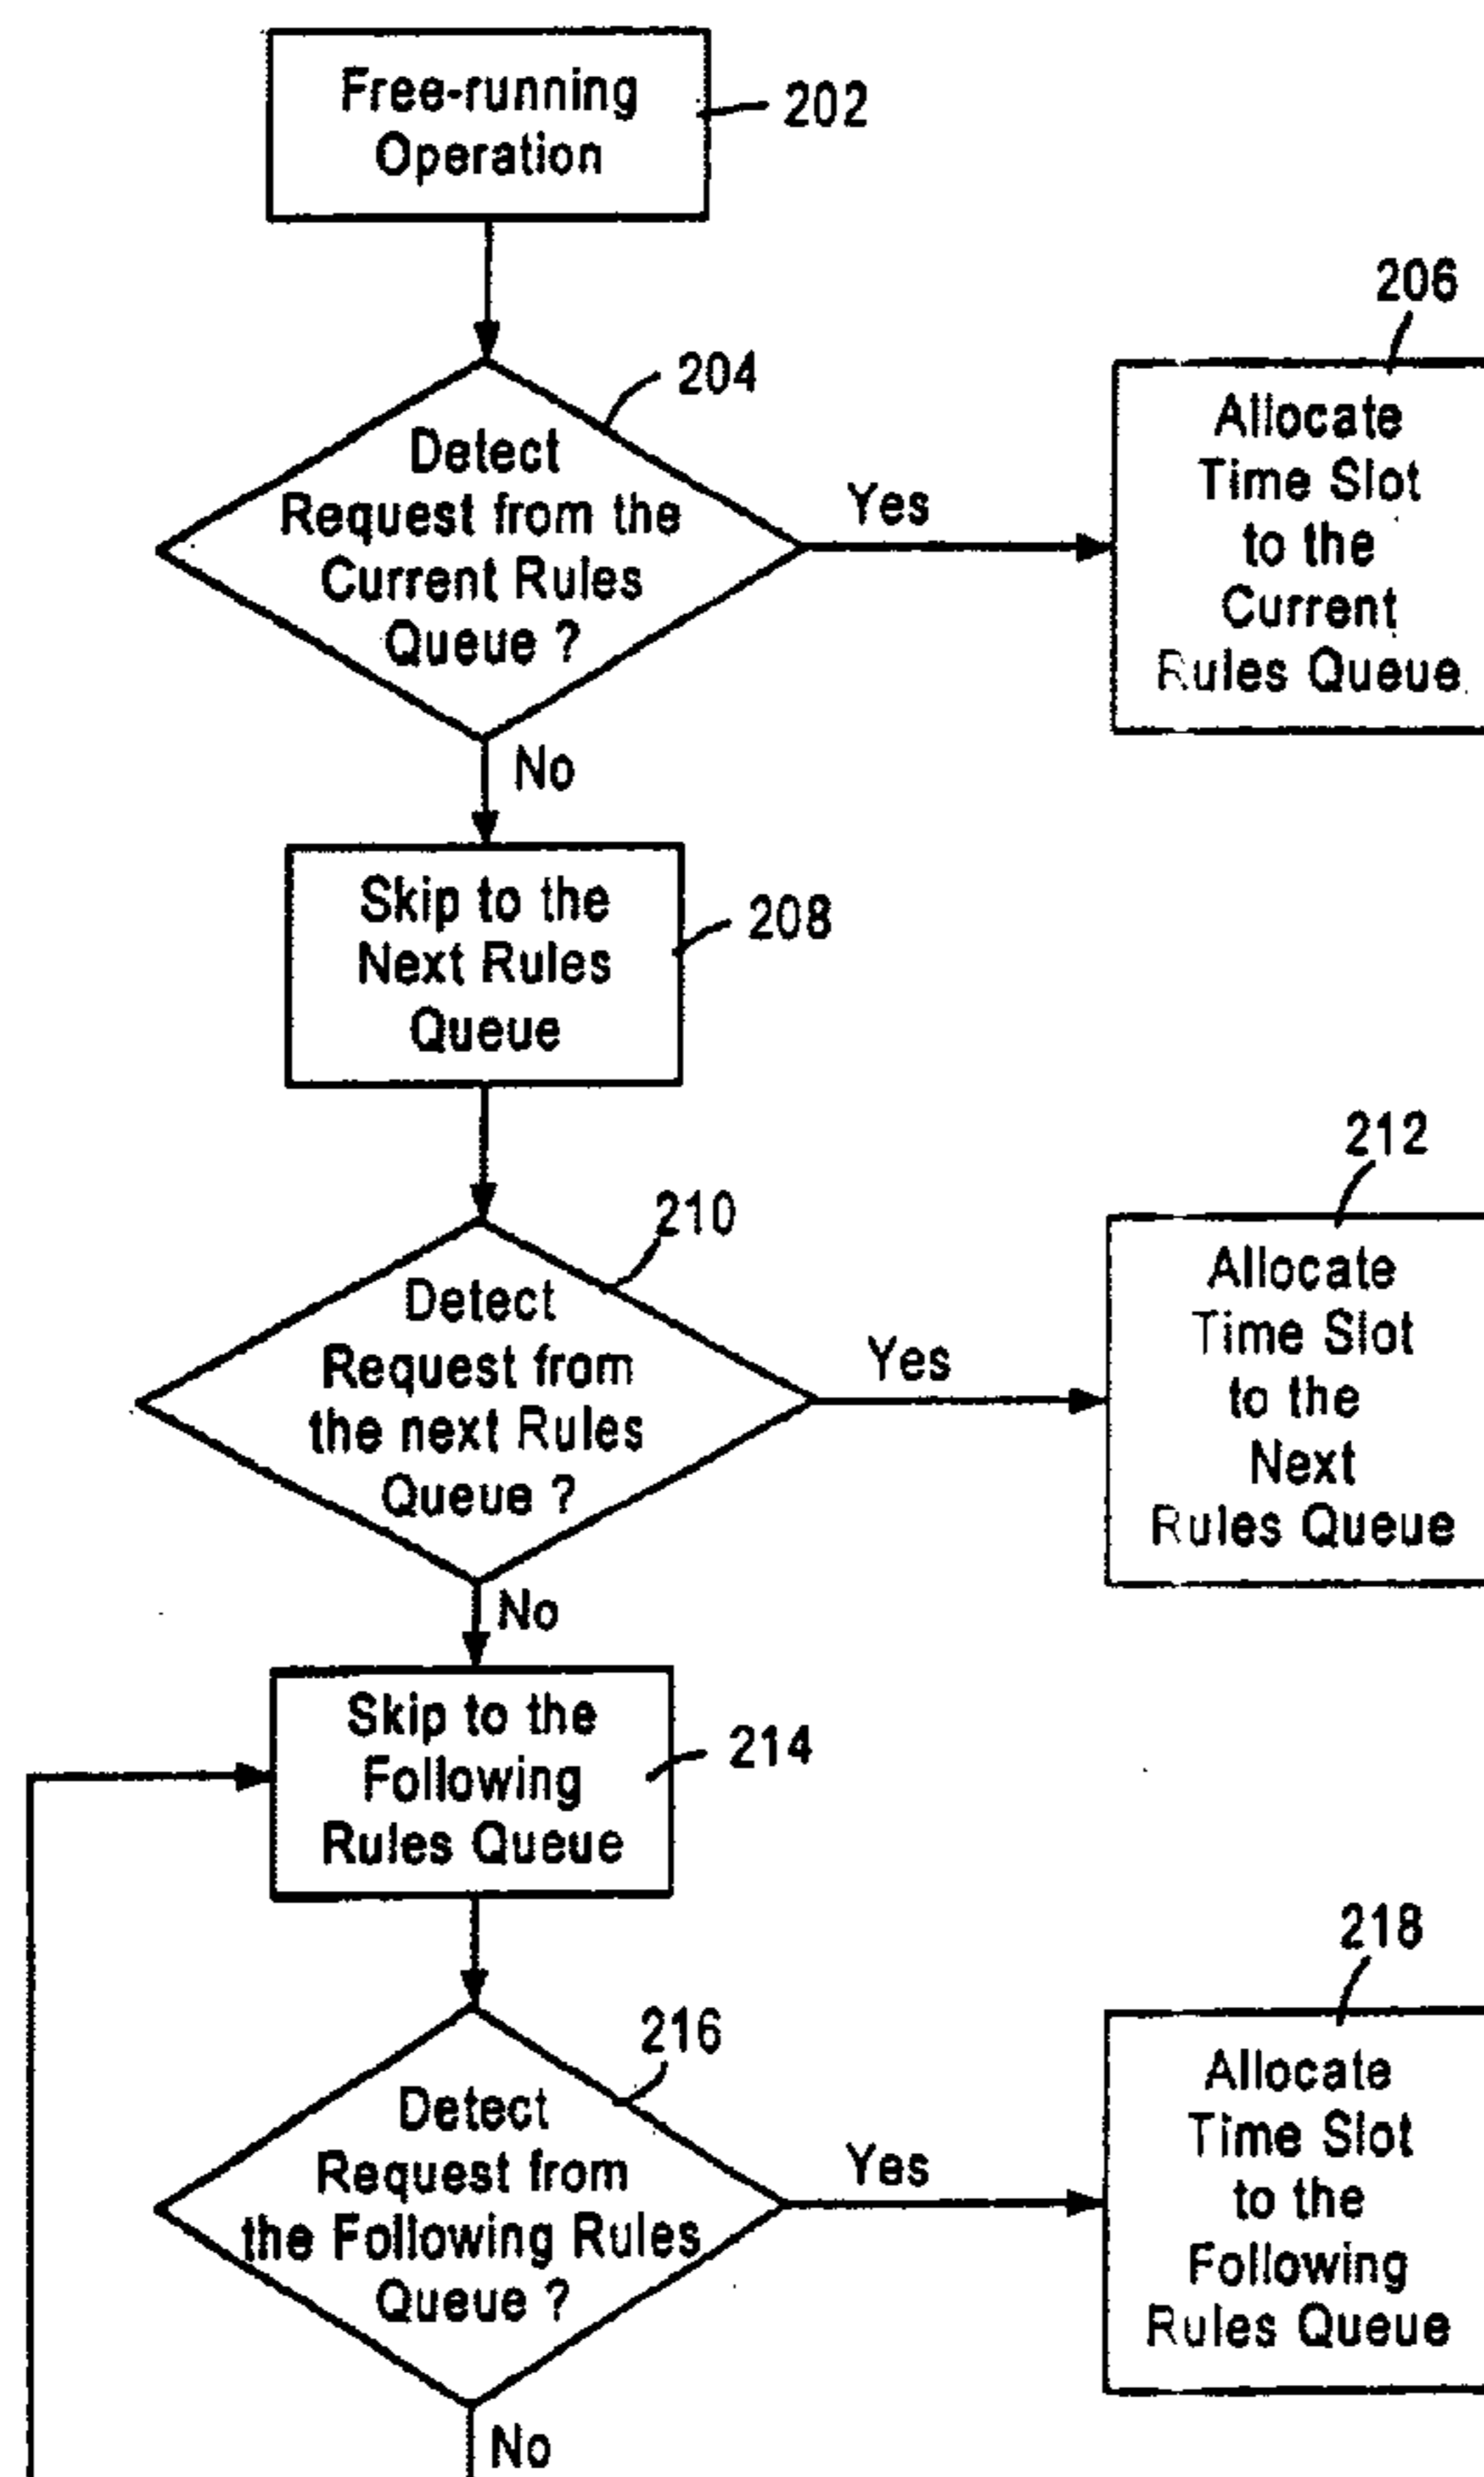 Free-running
Operation
202
206
204
Detect
Request from the
Current Rules
Queue ?
Yes
Allocate
Time Slot
to the
Current
Rules Queue
No
Skip to the
Next Rules
Queue
208
212
210
Detect
Request from
the next Rules
Queue ?
Yes
Allocate
Time Slot
to the
Next
Rules Queue
No
Skip to the
Following
Rules Queue
214
218
216
Detect
Request from
the Following Rules
Queue ?
Yes
Allocate
Time Slot
to the
Following
Rules Queue
No